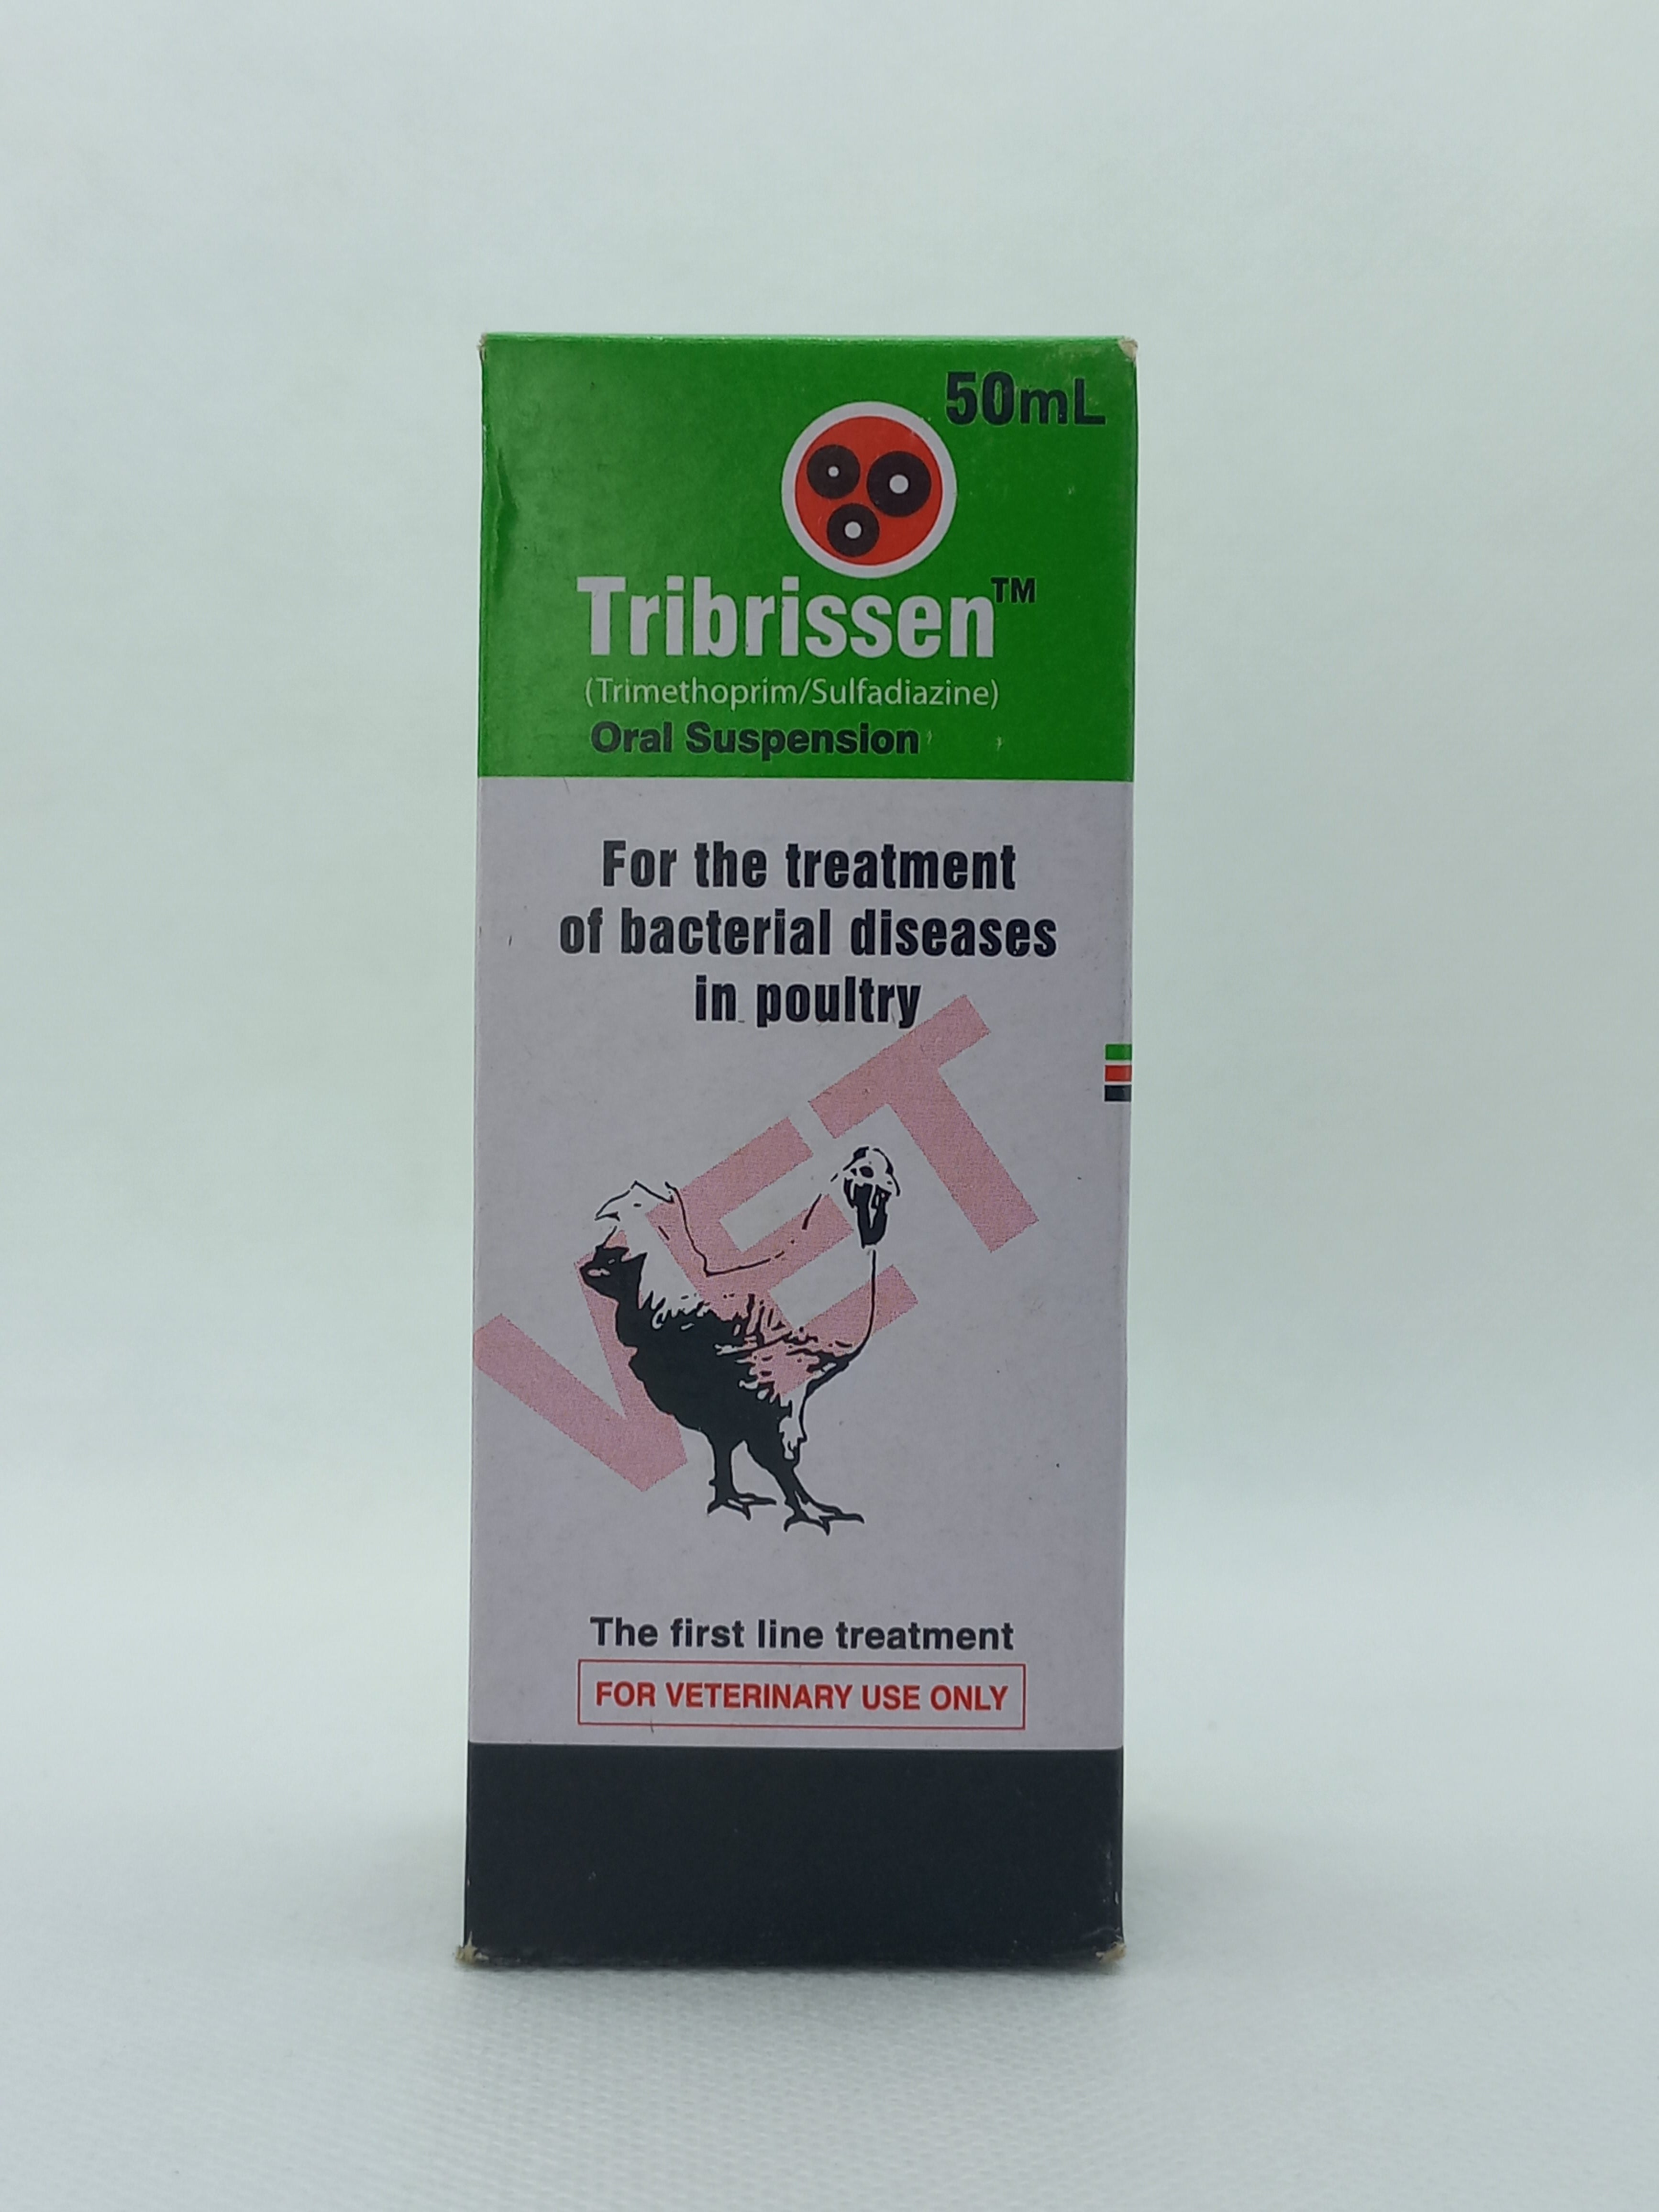 50mL
Tribrissen™
(Trimethoprim/Sulfadiazine)
Oral Suspension
For the treatment
of bacterial diseases
in poultry
VET
The first line treatment
FOR VETERINARY USE ONLY